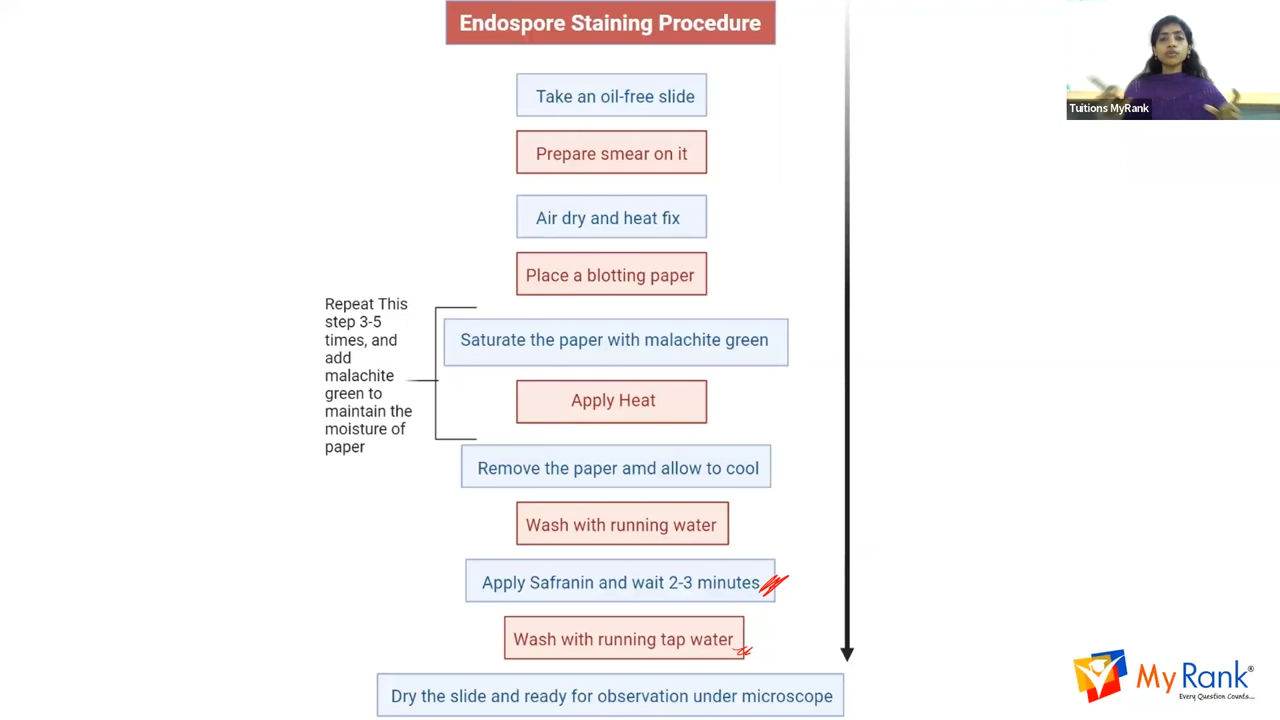 Endospore Staining Procedure
Tuitions MyRank
Take an oil-free slide
Prepare smear on it
Air dry and heat fix
Place a blotting paper
Repeat This
step 3-5
times, and
add
malachite
green to
maintain the
moisture of
paper
Saturate the paper with malachite green
Apply Heat
Remove the paper amd allow to cool
Wash with running water
Apply Safranin and wait 2-3 minutes
Wash with running tap water
Dry the slide and ready for observation under microscope
My Rank®
Every Question Counts...